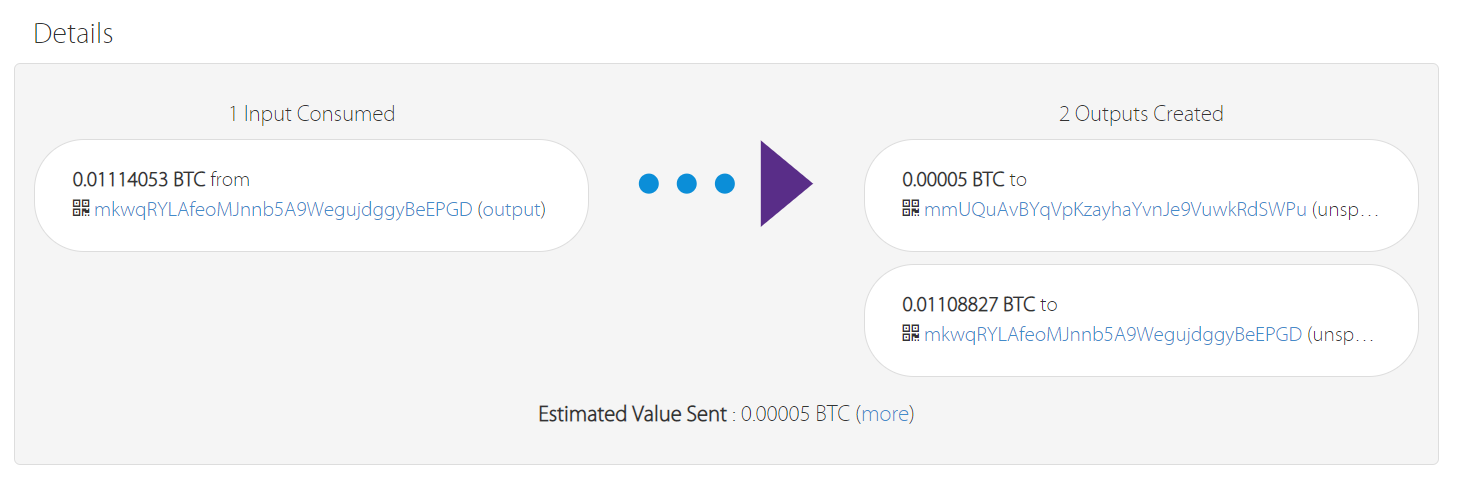 Details
1 Input Consumed
0.01114053 BTC from
mkwqRYLAfeoMJnnb5A9WegujdggyBeEPGD (output)
2 Outputs Created
0.00005 BTC to
mmUQuAvBYqVpKzayhaYvnJe9VuwkRdSWPu (unsp…
0.01108827 BTC to
mkwqRYLAfeoMJnnb5A9WegujdggyBeEPGD (unsp…
Estimated Value Sent : 0.00005 BTC (more)